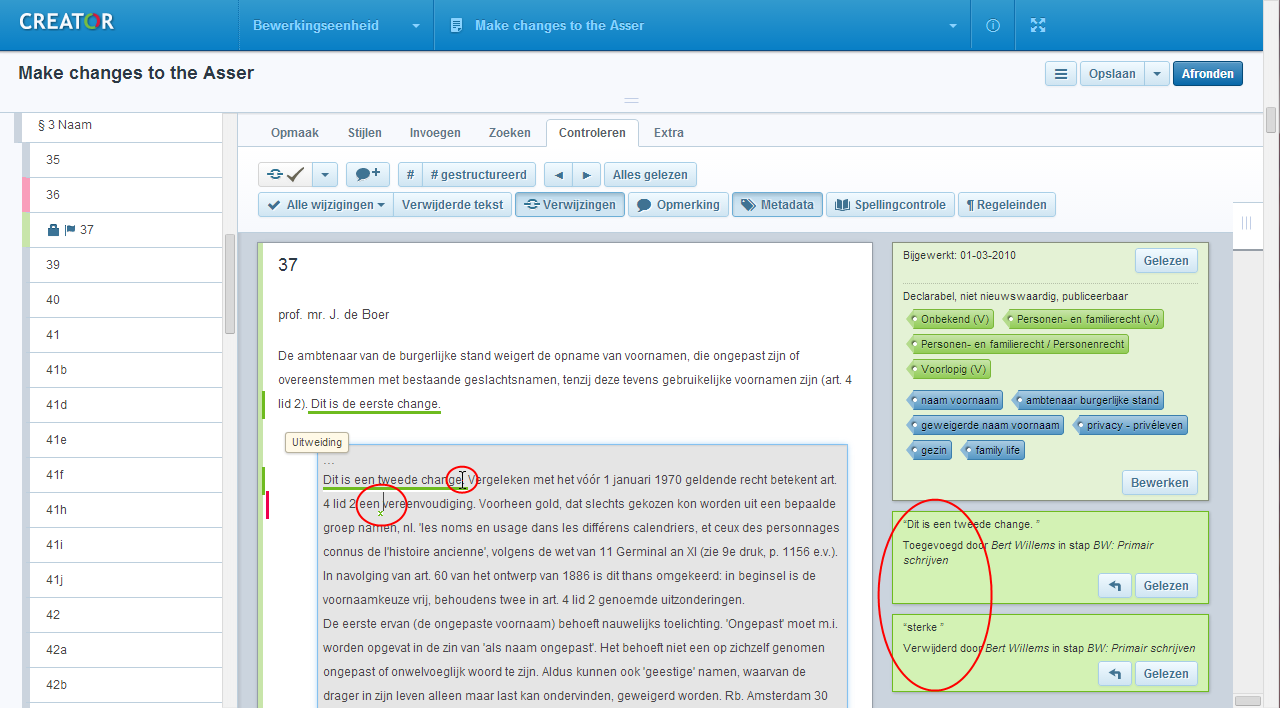 CREATOR
Bewerkingseenheid
Make changes to the Asser
Make changes to the Asser
Opslaan
Afronden
§ 3 Naam
35
36
37
39
40
41
41b
41d
41e
41f
41h
41i
41j
42
42a
42b
Opmaak Stijlen Invoegen Zoeken Controleren Extra
# # gestructureerd Alles gelezen
Alle wijzigingen Verwijderde tekst Verwijzingen Opmerking Metadata Spellingcontrole ¶ Regeleinden
37
prof. mr. J. de Boer
De ambtenaar van de burgerlijke stand weigert de opname van voornamen, die ongepast zijn of
overeenstemmen met bestaande geslachtsnamen, tenzij deze tevens gebruikelijke voornamen zijn (art. 4
lid 2). Dit is de eerste change.
Uitweiding
...
Dit is een tweede change. Vergeleken met het vóór 1 januari 1970 geldende recht betekent art.
4 lid 2 een vereenvoudiging. Voorheen gold, dat slechts gekozen kon worden uit een bepaalde
x
groep namen, nl. 'les noms en usage dans les différens calendriers, et ceux des personnages
connus de l'histoire ancienne', volgens de wet van 11 Germinal an XI (zie 9e druk, p. 1156 e.v.).
In navolging van art. 60 van het ontwerp van 1886 is dit thans omgekeerd: in beginsel is de
voornaamkeuze vrij, behoudens twee in art. 4 lid 2 genoemde uitzonderingen.
De eerste ervan (de ongepaste voornaam) behoeft nauwelijks toelichting. 'Ongepast' moet m.i.
worden opgevat in de zin van 'als naam ongepast'. Het behoeft niet een op zichzelf genomen
ongepast of onwelvoeglijk woord te zijn. Aldus kunnen ook 'geestige' namen, waarvan de
drager in zijn leven alleen maar last kan ondervinden, geweigerd worden. Rb. Amsterdam 30
Bijgewerkt: 01-03-2010
Gelezen
Declarabel, niet nieuwswaardig, publiceerbaar
Onbekend (V) Personen- en familierecht (V)
Personen- en familierecht / Personenrecht
Voorlopig (V)
naam voornaam ambtenaar burgerlijke stand
geweigerde naam voornaam privacy - privéleven
gezin family life
Bewerken
“Dit is een tweede change. ”
Toegevoegd door Bert Willems in stap BW: Primair
schrijven
Gelezen
“sterke ”
Verwijderd door Bert Willems in stap BW: Primair schrijven
Gelezen